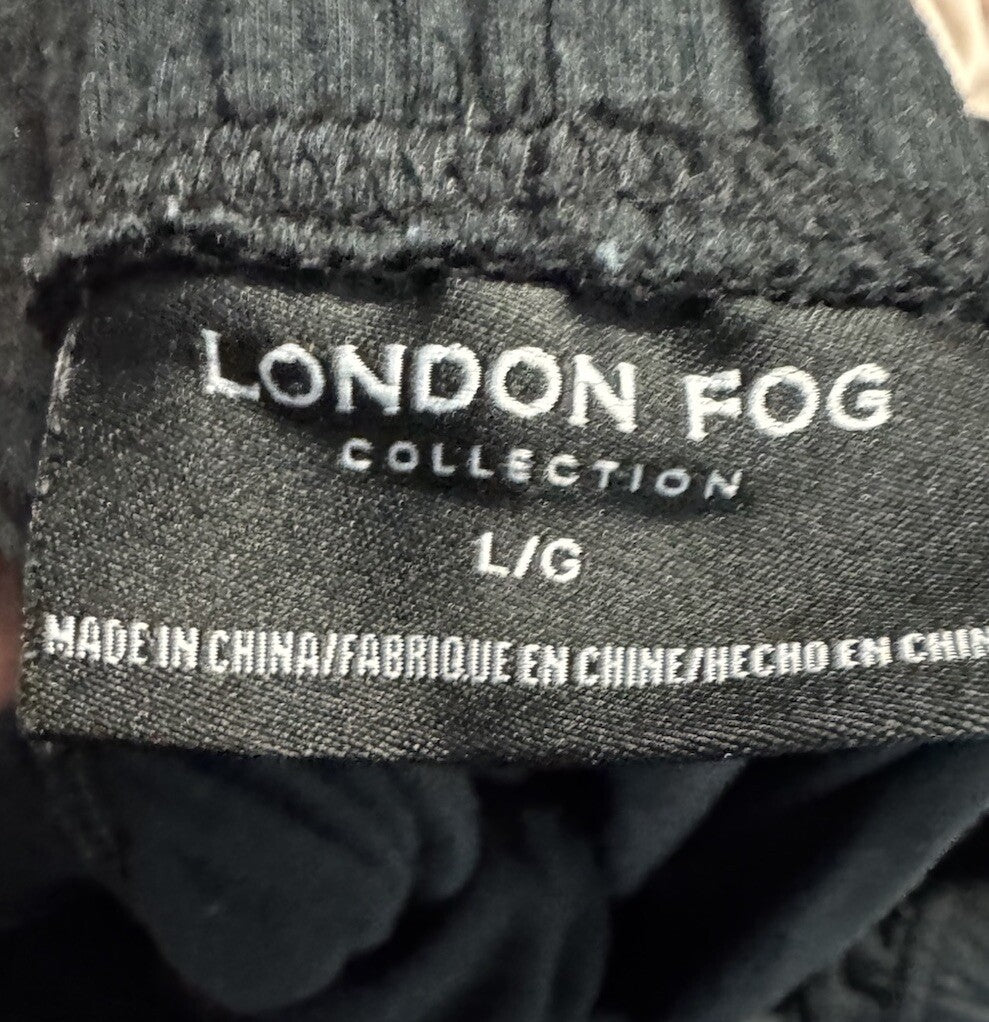 LONDON FOG
COLLECTION
L/G
MADE IN CHINA/FABRIQUE EN CHINE/HECHO EN CHIN